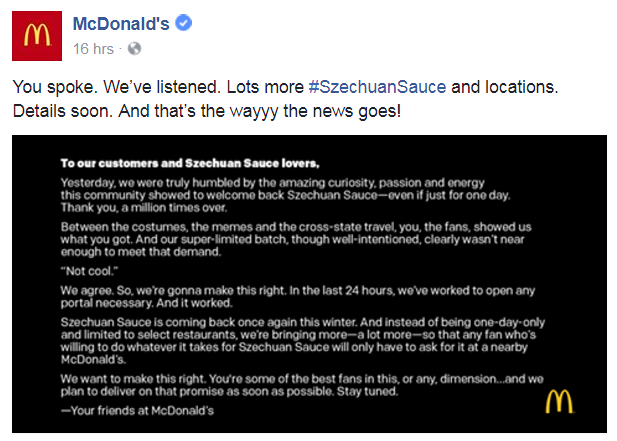 McDonald's
16 hrs ·
You spoke. We've listened. Lots more #SzechuanSauce and locations.
Details soon. And that's the wayyy the news goes!
To our customers and Szechuan Sauce lovers,
Yesterday, we were truly humbled by the amazing curiosity, passion and energy
this community showed to welcome back Szechuan Sauce—even if just for one day.
Thank you, a million times over.
Between the costumes, the memes and the cross-state travel, you, the fans, showed us
what you got. And our super-limited batch, though well-intentioned, clearly wasn't near
enough to meet that demand.
"Not cool."
We agree. So, we're gonna make this right. In the last 24 hours, we've worked to open any
portal necessary. And it worked.
Szechuan Sauce is coming back once again this winter. And instead of being one-day-only
and limited to select restaurants, we're bringing more—a lot more—so that any fan who's
willing to do whatever it takes for Szechuan Sauce will only have to ask for it at a nearby
McDonald's.
We want to make this right. You're some of the best fans in this, or any, dimension...and we
plan to deliver on that promise as soon as possible. Stay tuned.
—Your friends at McDonald's